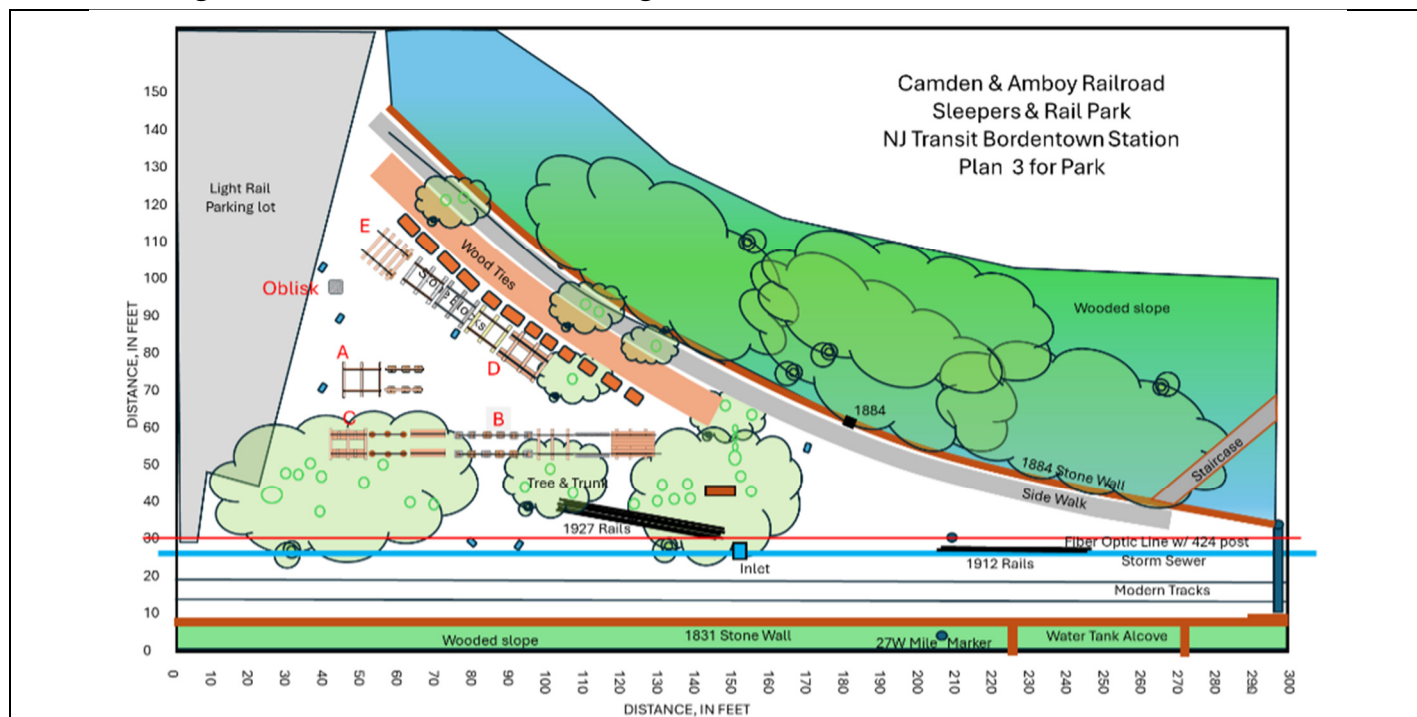 Camden & Amboy Railroad
Sleepers & Rail Park
NJ Transit Bordentown Station
Plan 3 for Park
Light Rail
Parking lot
E
Oblisk
Wood Ties
Stone Blocks
Wooded slope
A
D
C
B
1884
1884 Stone Wall
Staircase
Side Walk
Tree & Trunk
1927 Rails
Fiber Optic Line w/ 424 post
Inlet
1912 Rails
Storm Sewer
Modern Tracks
Wooded slope
1831 Stone Wall
27W Mile Marker
Water Tank Alcove
DISTANCE, IN FEET
150
140
130
120
110
100
90
80
70
60
50
40
30
20
10
0
0 10 20 30 40 50 60 70 80 90 100 110 120 130 140 150 160 170 180 190 200 210 220 230 240 250 260 270 280 290 300
DISTANCE, IN FEET